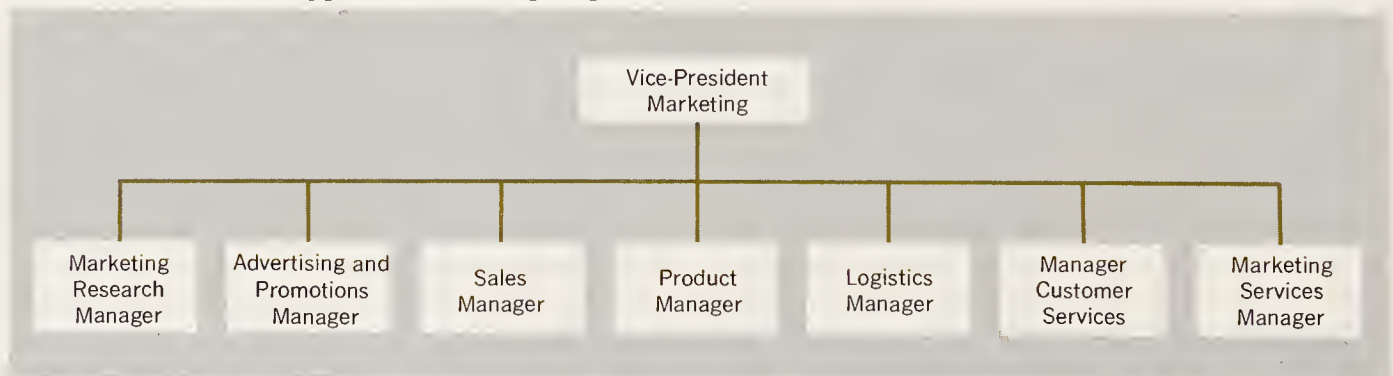 Vice-President
Marketing
Marketing
Research
Manager
Advertising and
Promotions
Manager
Sales
Manager
Product
Manager
Logistics
Manager
Manager
Customer
Services
Marketing
Services
Manager